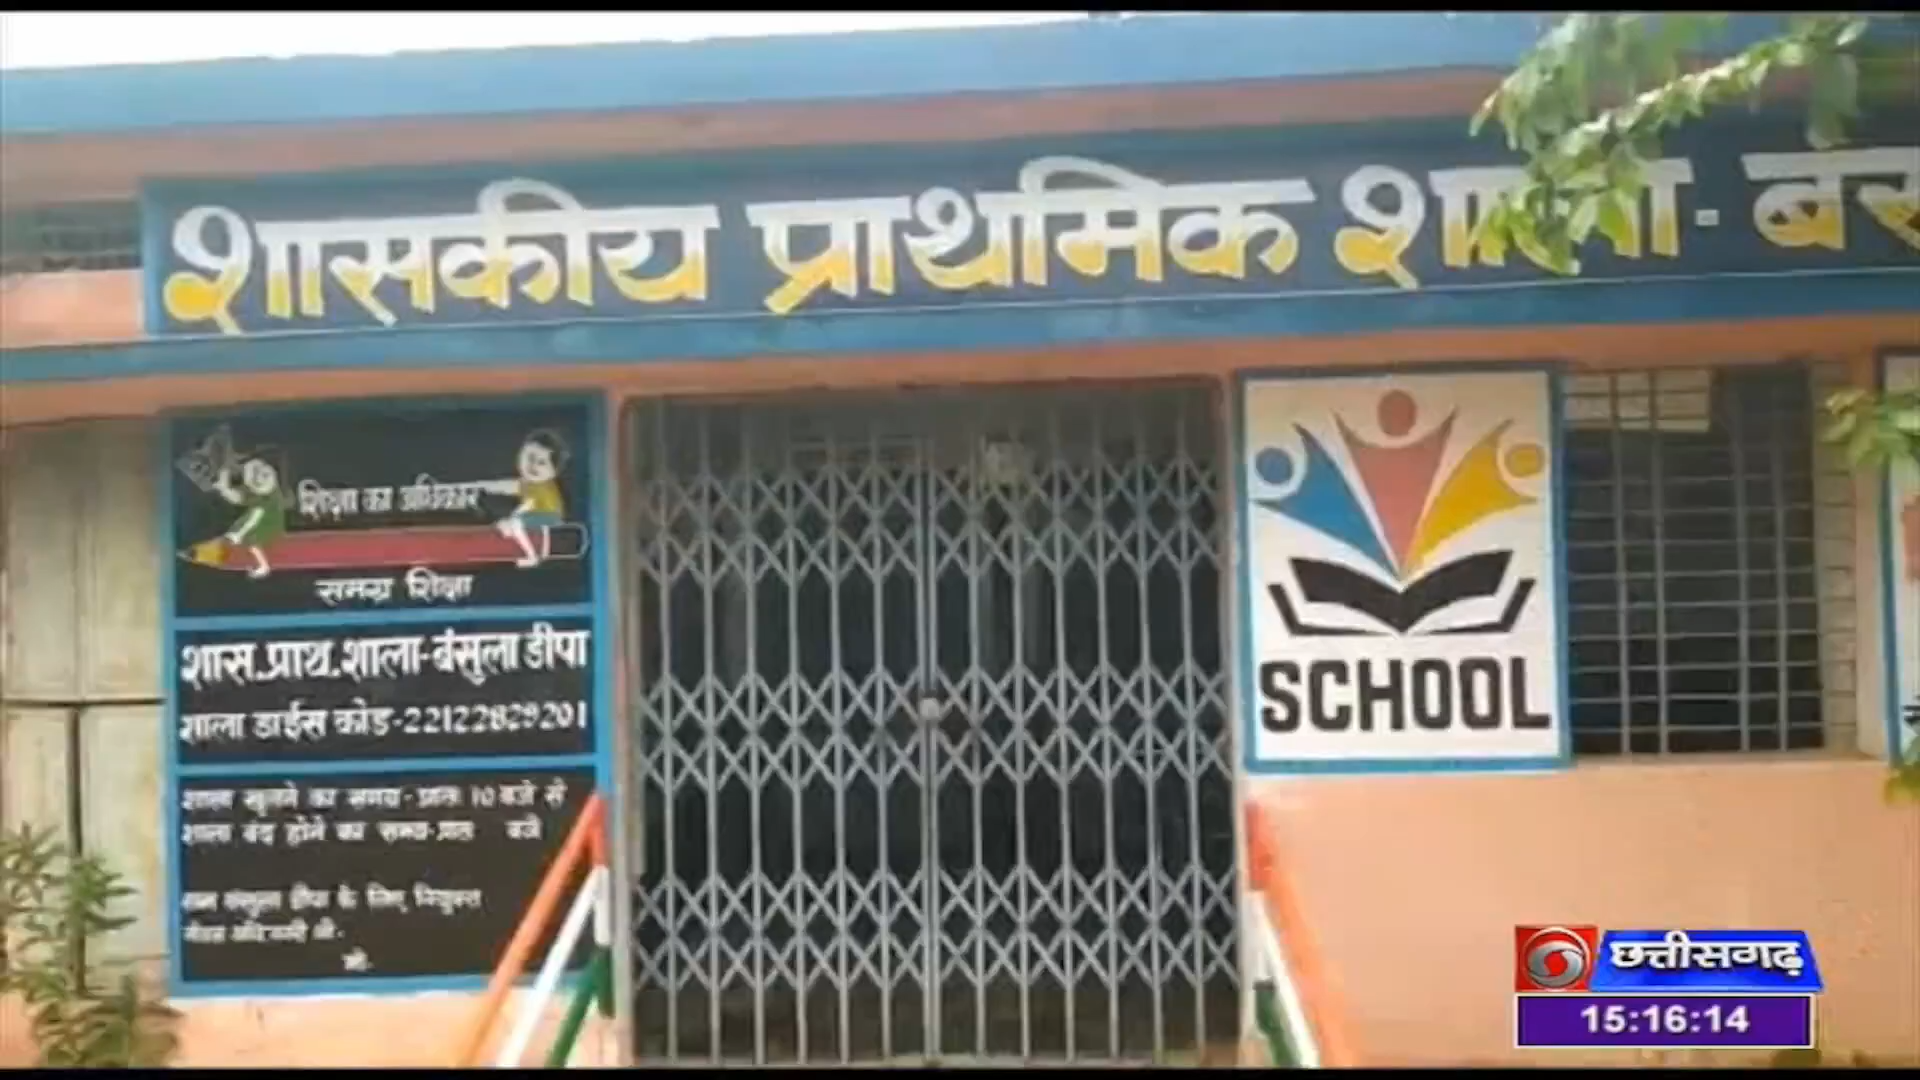 शासकीय प्राथमिक शाला - बंस
शिक्षा का अधिकार
समग्र शिक्षा
शास.प्राथ.शाला-बंसुला डीपा
शाला डाईस कोड-22122829201
शाला खुलने का समय-प्रातः 10 बजे से
शाला बंद होने का समय-प्रातः बजे
के लिए नियुक्त
SCHOOL
छत्तीसगढ़
15:16:14